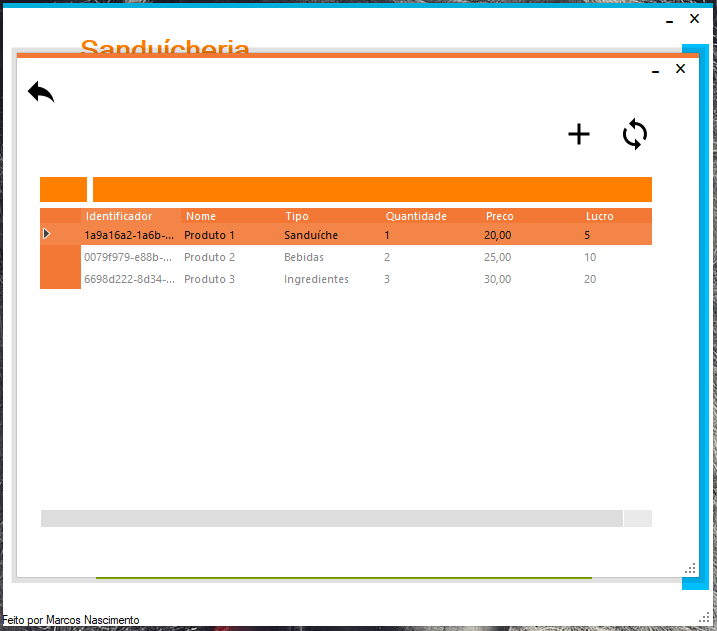 Sanduícheria
Identificador Nome Tipo Quantidade Preco Lucro
1a9a16a2-1a6b-... Produto 1 Sanduíche 1 20,00 5
0079f979-e88b-... Produto 2 Bebidas 2 25,00 10
6698d222-8d34-... Produto 3 Ingredientes 3 30,00 20
Feito por Marcos Nascimento